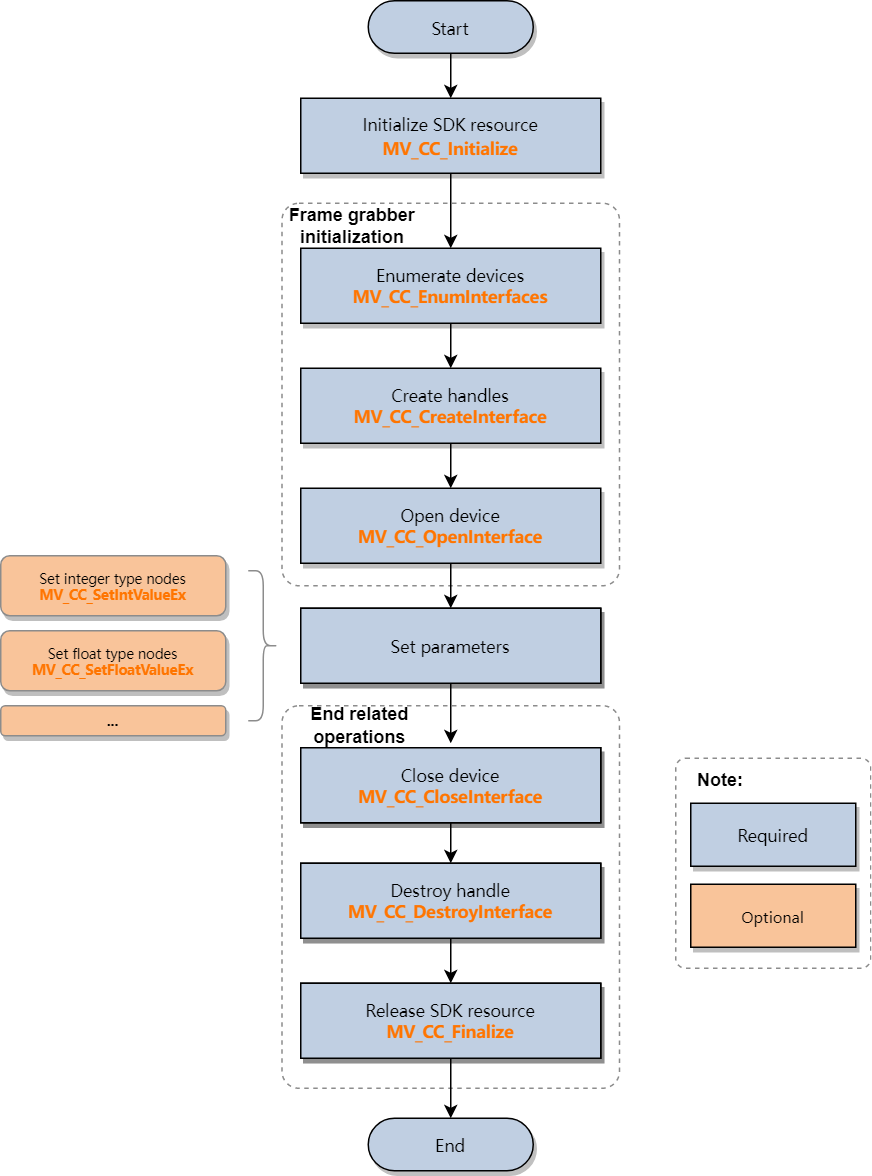 Start
Initialize SDK resource
MV_CC_Initialize
Frame grabber
initialization
Enumerate devices
MV_CC_EnumInterfaces
Create handles
MV_CC_CreateInterface
Open device
MV_CC_OpenInterface
Set integer type nodes
MV_CC_SetIntValueEx
Set float type nodes
MV_CC_SetFloatValueEx
...
Set parameters
End related
operations
Close device
MV_CC_CloseInterface
Destroy handle
MV_CC_DestroyInterface
Release SDK resource
MV_CC_Finalize
End
Note:
Required
Optional